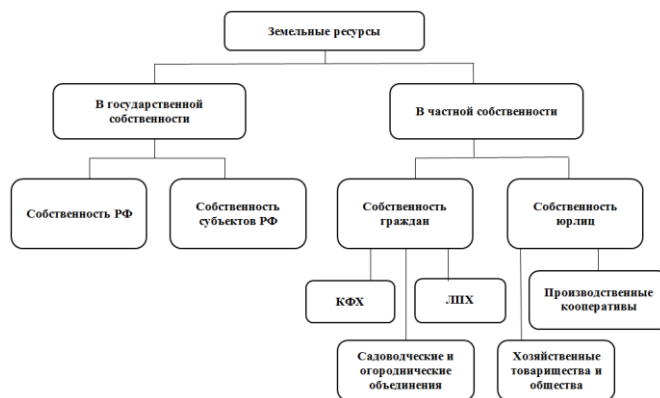 Земельные ресурсы
В государственной
собственности
В частной собственности
Собственность РФ
Собственность
субъектов РФ
Собственность
граждан
Собственность
юрлиц
КФХ
ЛПХ
Производственные
кооперативы
Садоводческие и
огороднические
объединения
Хозяйственные
товарищества и
общества